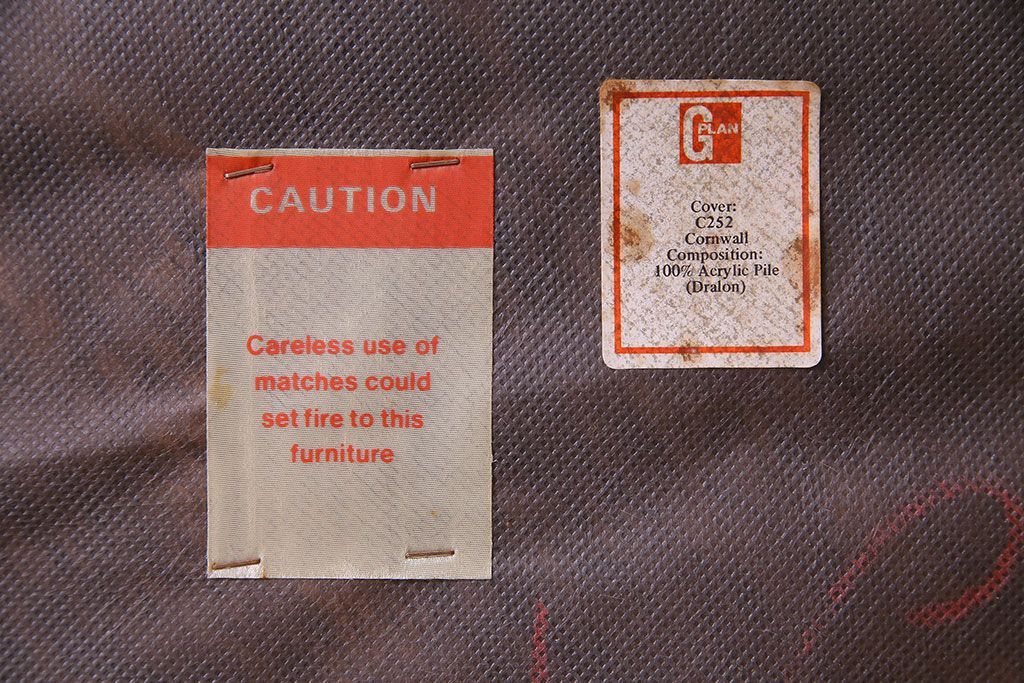 CAUTION
Careless use of
matches could
set fire to this
furniture
G PLAN
Cover:
C252
Cornwall
Composition:
100% Acrylic Pile
(Dralon)